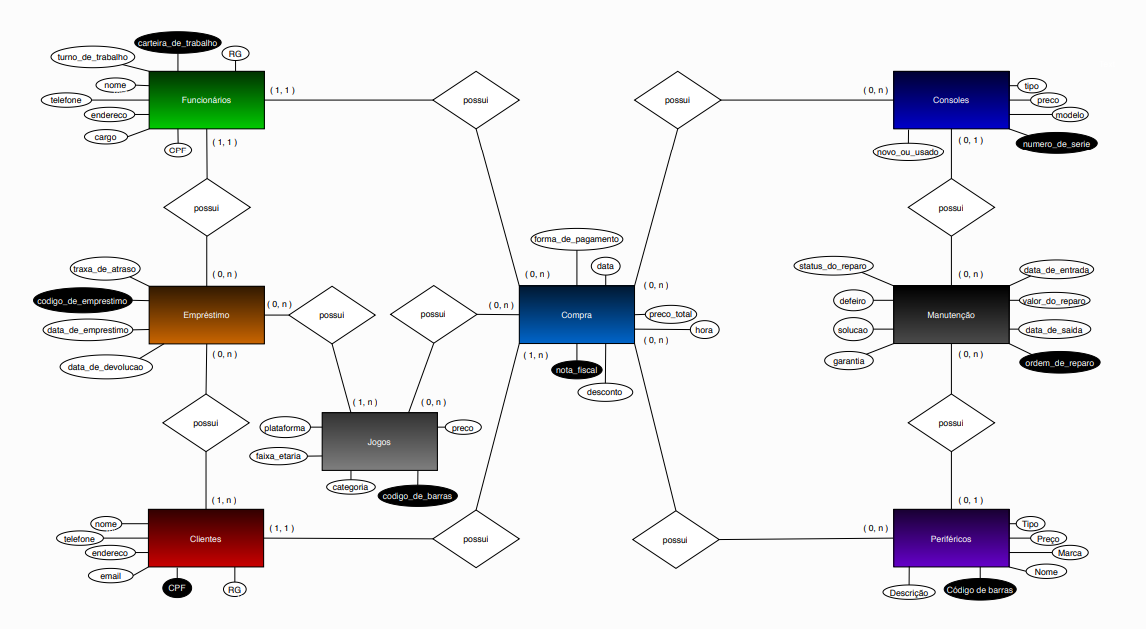 carteira_de_trabalho
RG
turno_de_trabalho
nome
telefone
endereco
cargo
CPF
Funcionários
( 1, 1 )
( 1, 1 )
possui
possui
( 0, n )
Consoles
tipo
preco
modelo
numero_de_serie
novo_ou_usado
( 0, 1 )
possui
possui
( 0, n )
traxa_de_atraso
codigo_de_emprestimo
data_de_emprestimo
data_de_devolucao
Empréstimo
( 0, n )
( 0, n )
possui
possui
( 0, n )
forma_de_pagamento
data
( 0, n )
( 0, n )
Compra
preco_total
hora
( 0, n )
( 1, n )
nota_fiscal
desconto
( 0, n )
status_do_reparo
defeiro
solucao
garantia
Manutenção
data_de_entrada
valor_do_reparo
data_de_saida
ordem_de_reparo
( 0, n )
possui
( 1, n )
( 0, n )
plataforma
faixa_etaria
Jogos
preco
categoria
codigo_de_barras
possui
( 1, n )
( 0, 1 )
nome
telefone
endereco
email
Clientes
CPF
RG
( 1, 1 )
possui
possui
( 0, n )
Periféricos
Tipo
Preço
Marca
Nome
Descrição
Código de barras